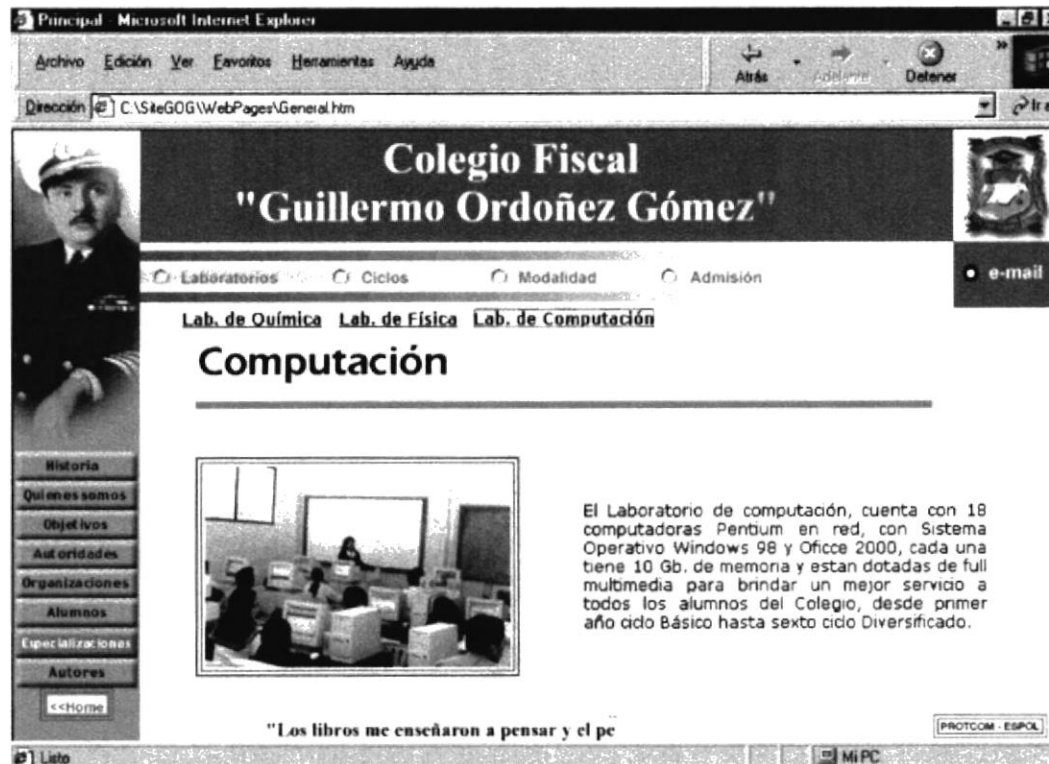 Principal - Microsoft Internet Explorer
Archivo Edición Ver Favoritos Herramientas Ayuda
Atrás Adelante Detener »
Dirección C:\SiteGOG\WebPages\General.htm Ir a
Colegio Fiscal
"Guillermo Ordoñez Gómez"
Laboratorios Ciclos Modalidad Admisión
e-mail
Lab. de Química Lab. de Física Lab. de Computación
Computación
Historia
Quienes somos
Objetivos
Autoridades
Organizaciones
Alumnos
Especializaciones
Autores
<<Home
El Laboratorio de computación, cuenta con 18
computadoras Pentium en red, con Sistema
Operativo Windows 98 y Oficce 2000, cada una
tiene 10 Gb. de memoria y estan dotadas de full
multimedia para brindar un mejor servicio a
todos los alumnos del Colegio, desde primer
año ciclo Básico hasta sexto ciclo Diversificado.
"Los libros me enseñaron a pensar y el pe
PROTCOM - ESPOL
Listo Mi PC